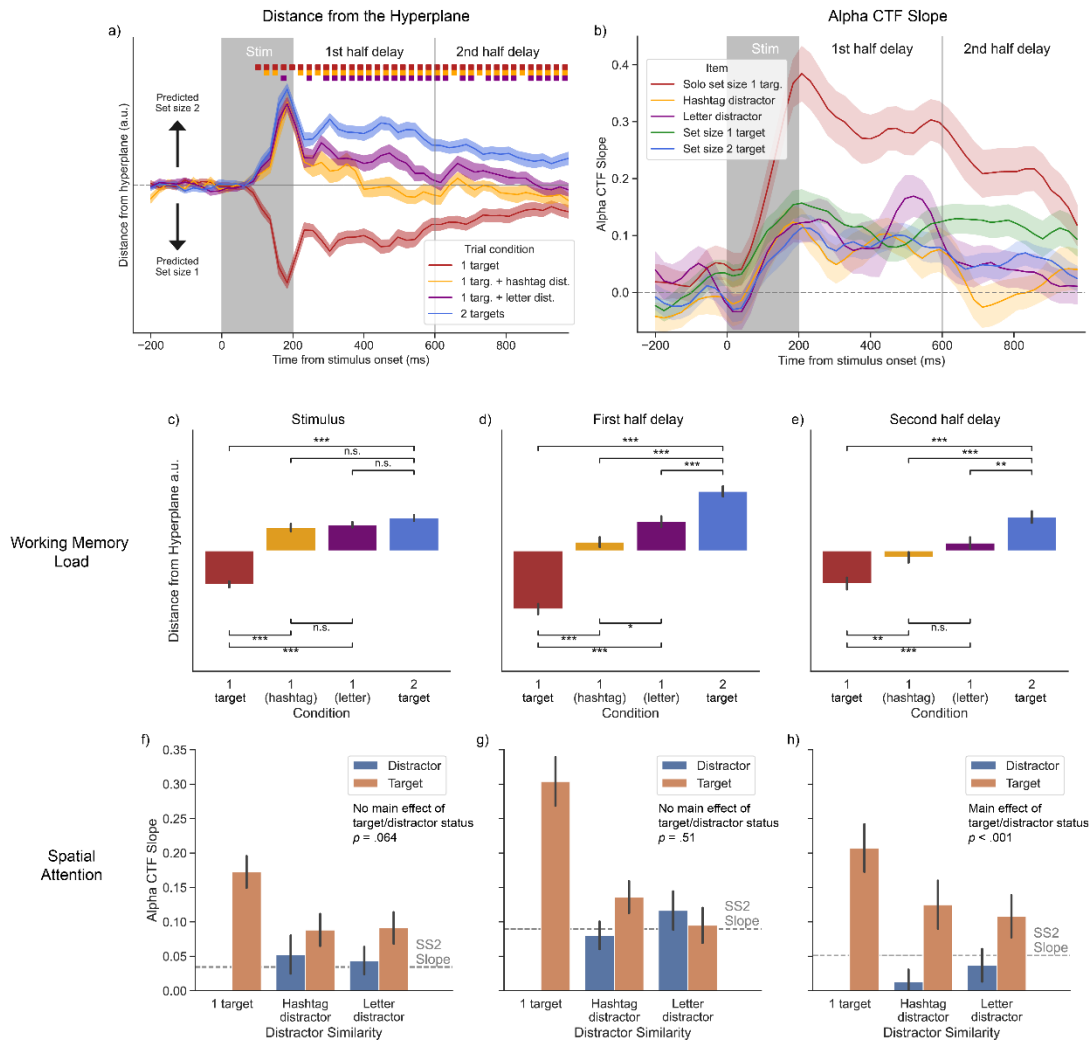 Distance from the Hyperplane
a)
Stim
1st half delay
2nd half delay
Predicted
Set size 2
Predicted
Set size 1
Distance from hyperplane (a.u.)
Trial condition
1 target
1 targ. + hashtag dist.
1 targ. + letter dist.
2 targets
−200
0
200
400
600
800
Time from stimulus onset (ms)
Alpha CTF Slope
b)
Stim
1st half delay
2nd half delay
Item
Solo set size 1 targ.
Hashtag distractor
Letter distractor
Set size 1 target
Set size 2 target
Alpha CTF Slope
0.4
0.3
0.2
0.1
0.0
−200
0
200
400
600
800
Time from stimulus onset (ms)
Working Memory
Load
c)
Stimulus
***
n.s.
n.s.
Distance from Hyperplane a.u.
n.s.
***
***
1
target
1
(hashtag)
1
(letter)
2
target
Condition
d)
First half delay
***
***
***
*
***
***
1
target
1
(hashtag)
1
(letter)
2
target
Condition
e)
Second half delay
***
***
**
n.s.
**
***
1
target
1
(hashtag)
1
(letter)
2
target
Condition
Spatial
Attention
f)
Alpha CTF Slope
0.35
0.30
0.25
0.20
0.15
0.10
0.05
0.00
Distractor
Target
No main effect of
target/distractor status
p = .064
SS2
Slope
1 target
Hashtag
distractor
Letter
distractor
Distractor Similarity
g)
Distractor
Target
No main effect of
target/distractor status
p = .51
SS2
Slope
1 target
Hashtag
distractor
Letter
distractor
Distractor Similarity
h)
Distractor
Target
Main effect of
target/distractor status
p < .001
SS2
Slope
1 target
Hashtag
distractor
Letter
distractor
Distractor Similarity